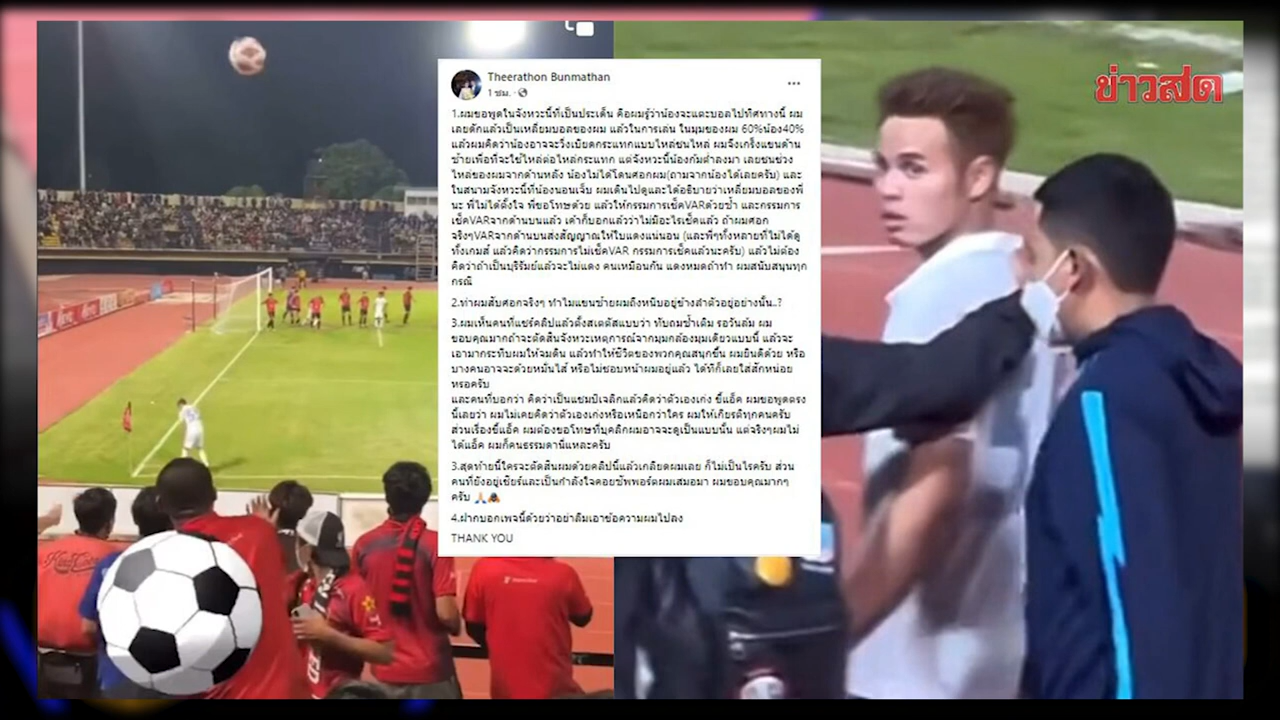 ข่าวสด
Theerathon Bunmathan
1 ชม.
1.ผมขอพูดในจังหวะนี้ที่เป็นประเด็น คือผมรู้ว่าน้องจะแตะบอลไปทิศทางนี้ ผม
เลยดักแล้วเป็นเหลี่ยมบอลของผม แล้วในการเล่น ในมุมของผม 60%น้อง40%
แล้วผมคิดว่าน้องอาจจะวิ่งเบียดกระแทกแบบไหล่ชนไหล่ ผมจึงเกร็งแขนด้าน
ซ้ายเพื่อที่จะใช้ไหล่ต่อไหล่กระแทก แต่จังหวะนี้น้องก้มต่ำลงมา เลยชนช่วง
ไหล่ของผมจากด้านหลัง น้องไม่ได้โดนศอกผม(ถามจากน้องได้เลยครับ) และ
ในสนามจังหวะนี้ที่น้องนอนเจ็บ ผมเดินไปดูและได้อธิบายว่าเหลี่ยมบอลของพี่
นะ พี่ไม่ได้ตั้งใจ พี่ขอโทษด้วย แล้วให้กรรมการเช็คVARด้วยซ้ำ และกรรมการ
เช็คVARจากด้านบนแล้ว เค้าก็บอกแล้วว่าไม่มีอะไรเช็คแล้ว ถ้าผมศอก
จริงๆVARจากด้านบนส่งสัญญาณให้ใบแดงแน่นอน (และพี่ๆทั้งหลายที่ไม่ได้ดู
ทั้งเกมส์ แล้วคิดว่ากรรมการไม่เช็คVAR กรรมการเช็คแล้วนะครับ) แล้วไม่ต้อง
คิดว่าถ้าเป็นบุรีรัมย์แล้วจะไม่แดง คนเหมือนกัน แดงหมดถ้าทำ ผมสนับสนุนทุก
กรณี
2.ท่าผมสับศอกจริงๆ ทำไมแขนซ้ายผมถึงหนีบอยู่ข้างลำตัวอยู่อย่างนั้น..?
3.ผมเห็นคนที่แชร์คลิปแล้วตั้งสเตตัสแบบว่า ทับถมซ้ำเติม รอวันล้ม ผม
ขอบคุณมากถ้าจะตัดสินจังหวะเหตุการณ์จากมุมกล้องมุมเดียวแบบนี้ แล้วจะ
เอามากระทืบผมให้จมดิน แล้วทำให้ชีวิตของพวกคุณสนุกขึ้น ผมยินดีด้วย หรือ
บางคนอาจจะด้วยหมั่นไส้ หรือไม่ชอบหน้าผมอยู่แล้ว ได้ทีก็เลยใส่สักหน่อย
หรอครับ
และคนที่บอกว่า คิดว่าเป็นแชมป์เจลีกแล้วคิดว่าตัวเองเก่ง ขี้แอ็ค ผมขอพูดตรง
นี้เลยว่า ผมไม่เคยคิดว่าตัวเองเก่งหรือเหนือกว่าใคร ผมให้เกียรติทุกคนครับ
ส่วนเรื่องขี้แอ็ค ผมต้องขอโทษที่บุคลิกผมอาจจะดูเป็นแบบนั้น แต่จริงๆผมไม่
ได้แอ็ค ผมก็คนธรรมดานี่แหละครับ
3.สุดท้ายนี้ใครจะตัดสินผมด้วยคลิปนี้แล้วเกลียดผมเลย ก็ไม่เป็นไรครับ ส่วน
คนที่ยังอยู่เชียร์และเป็นกำลังใจคอยซัพพอร์ตผมเสมอมา ผมขอบคุณมากๆ
ครับ 🙏🏻
4.ฝากบอกเพจนี้ด้วยว่าอย่าลืมเอาข้อความผมไปลง
THANK YOU